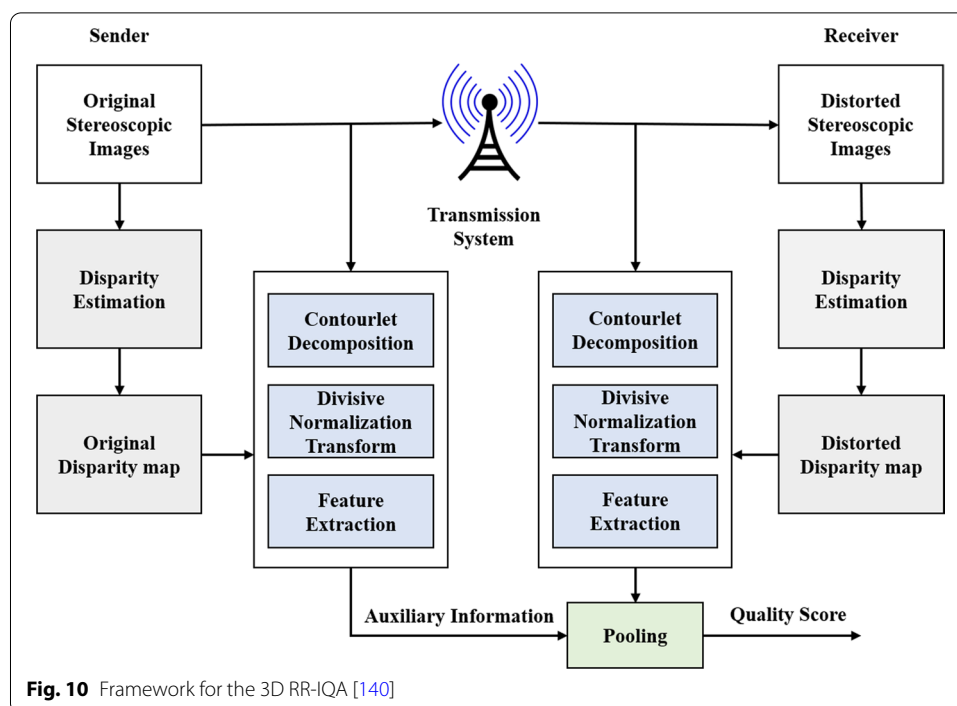 Sender
Receiver
Original
Stereoscopic
Images
Distorted
Stereoscopic
Images
Transmission
System
Disparity
Estimation
Disparity
Estimation
Contourlet
Decomposition
Contourlet
Decomposition
Divisive
Normalization
Transform
Divisive
Normalization
Transform
Original
Disparity map
Distorted
Disparity map
Feature
Extraction
Feature
Extraction
Auxiliary Information
Pooling
Quality Score
Fig. 10 Framework for the 3D RR-IQA [140]